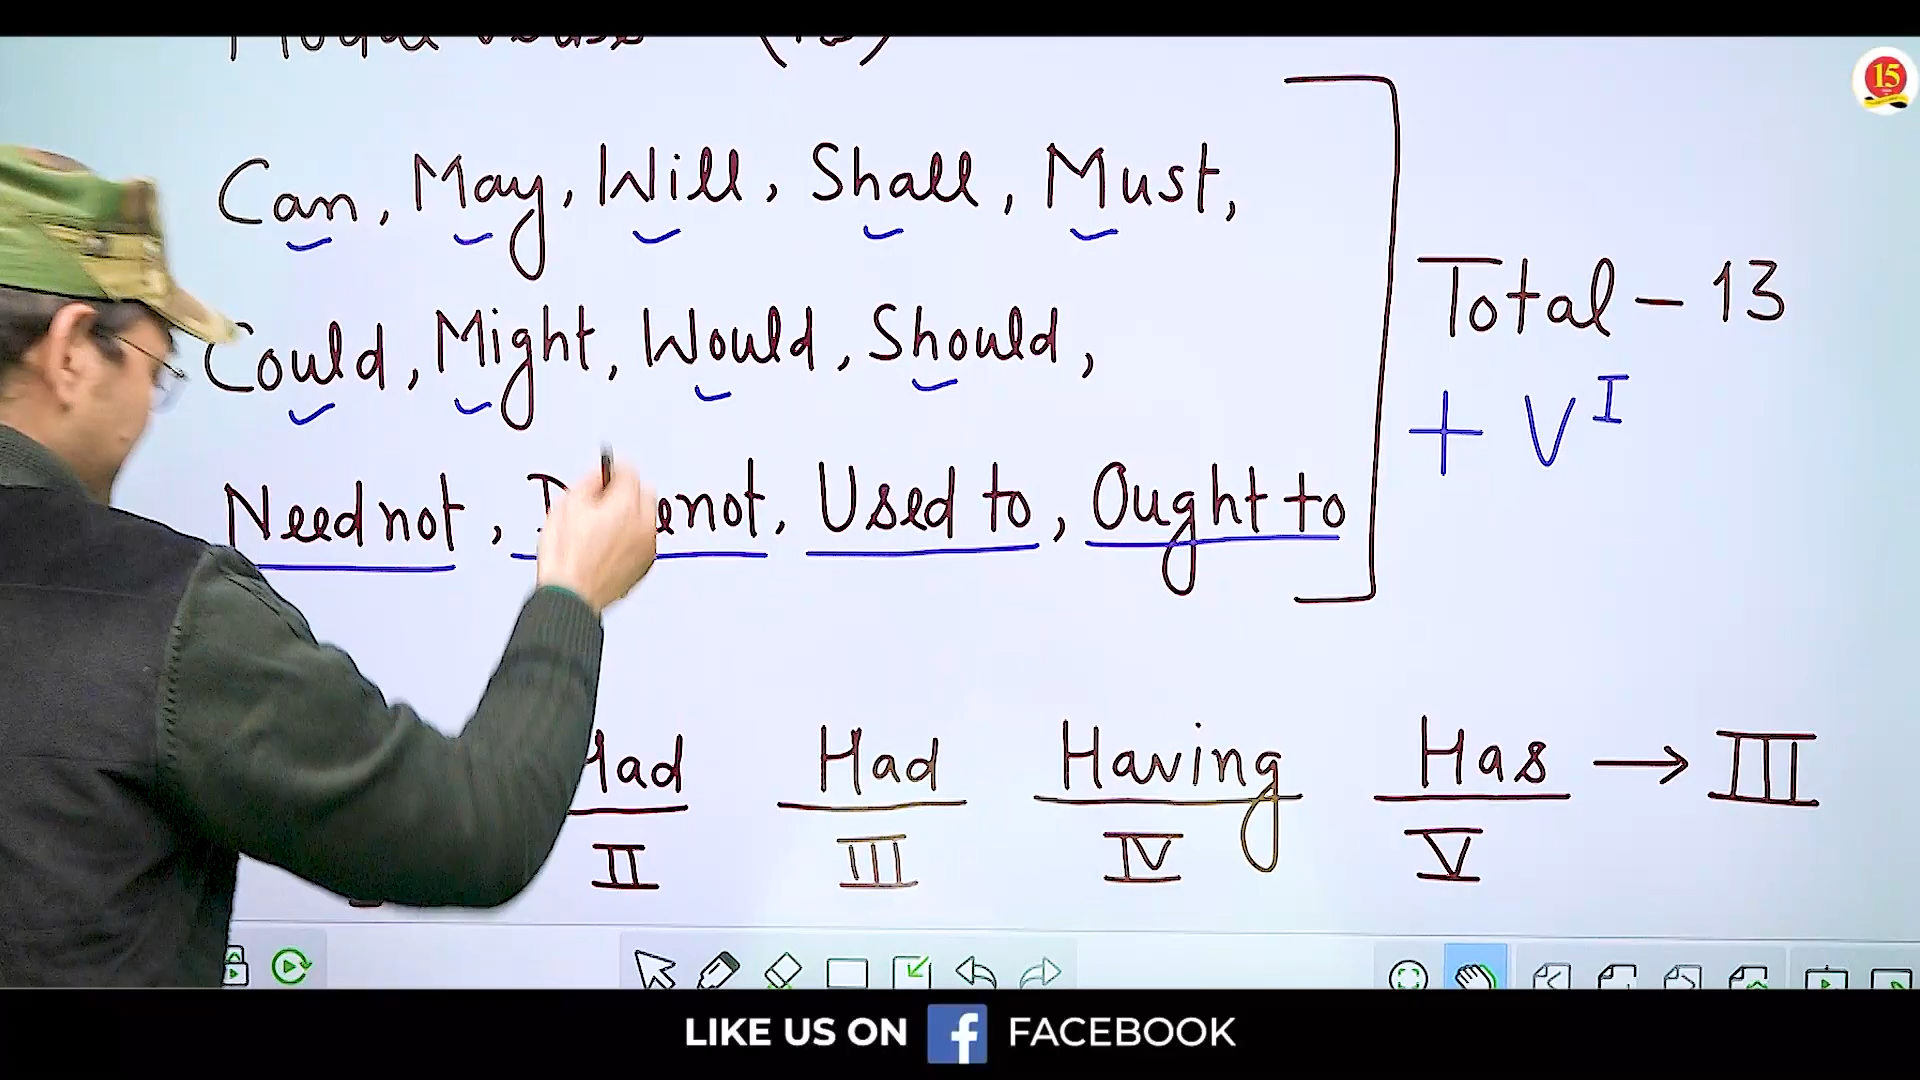 Can, May, Will, Shall, Must,
Could, Might, Would, Should,
Need not, Used to, Ought to
Total - 13
+ V^I
Had Had Having Has → III
II III IV V
15
LIKE US ON f FACEBOOK